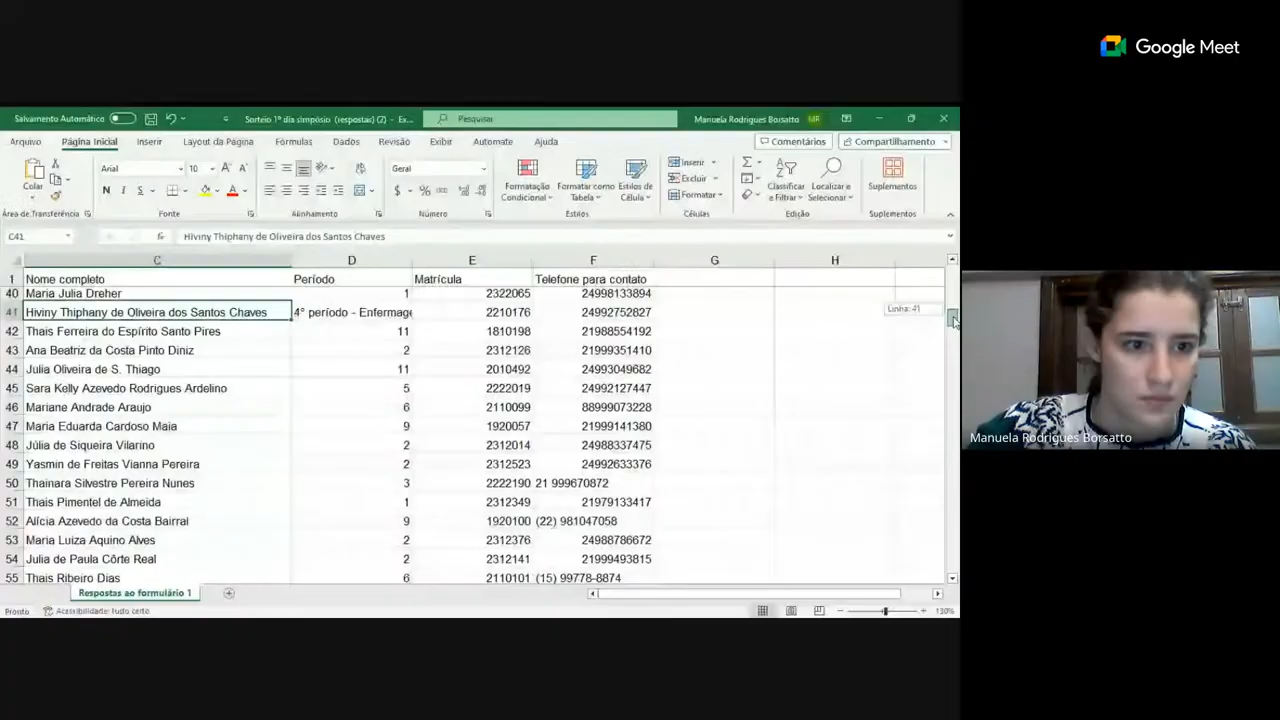 Google Meet
Salvamento Automático
Sorteio 1º dia simpósio (respostas) (2) - Ex...
Pesquisar
Manuela Rodrigues Borsatto MR
Arquivo Página Inicial Inserir Layout da Página Fórmulas Dados Revisão Exibir Automate Ajuda
Comentários Compartilhamento
Colar
Arial 10
N I S
Geral
Formatação Condicional
Formatar como Tabela
Estilos de Célula
Inserir
Excluir
Formatar
Classificar e Filtrar
Localizar e Selecionar
Suplementos
Área de Transferência Fonte Alinhamento Número Estilos Células Edição Suplementos
C41 fx Hiviny Thiphany de Oliveira dos Santos Chaves
C D E F G H
1 Nome completo Período Matrícula Telefone para contato
40 Maria Julia Dreher 1 2322065 24998133894
41 Hiviny Thiphany de Oliveira dos Santos Chaves 4° período - Enfermage 2210176 24992752827
Linha: 41
42 Thais Ferreira do Espírito Santo Pires 11 1810198 21988554192
43 Ana Beatriz da Costa Pinto Diniz 2 2312126 21999351410
44 Julia Oliveira de S. Thiago 11 2010492 24993049682
45 Sara Kelly Azevedo Rodrigues Ardelino 5 2222019 24992127447
46 Mariane Andrade Araujo 6 2110099 88999073228
47 Maria Eduarda Cardoso Maia 9 1920057 21999141380
48 Júlia de Siqueira Vilarino 2 2312014 24988337475
49 Yasmin de Freitas Vianna Pereira 2 2312523 24992633376
50 Thainara Silvestre Pereira Nunes 3 2222190 21 999670872
51 Thais Pimentel de Almeida 1 2312349 21979133417
52 Alícia Azevedo da Costa Bairral 9 1920100 (22) 981047058
53 Maria Luiza Aquino Alves 2 2312376 24988786672
54 Julia de Paula Côrte Real 2 2312141 21999493815
55 Thais Ribeiro Dias 6 2110101 (15) 99778-8874
Respostas ao formulário 1
Pronto Acessibilidade: tudo certo 130%
Manuela Rodrigues Borsatto